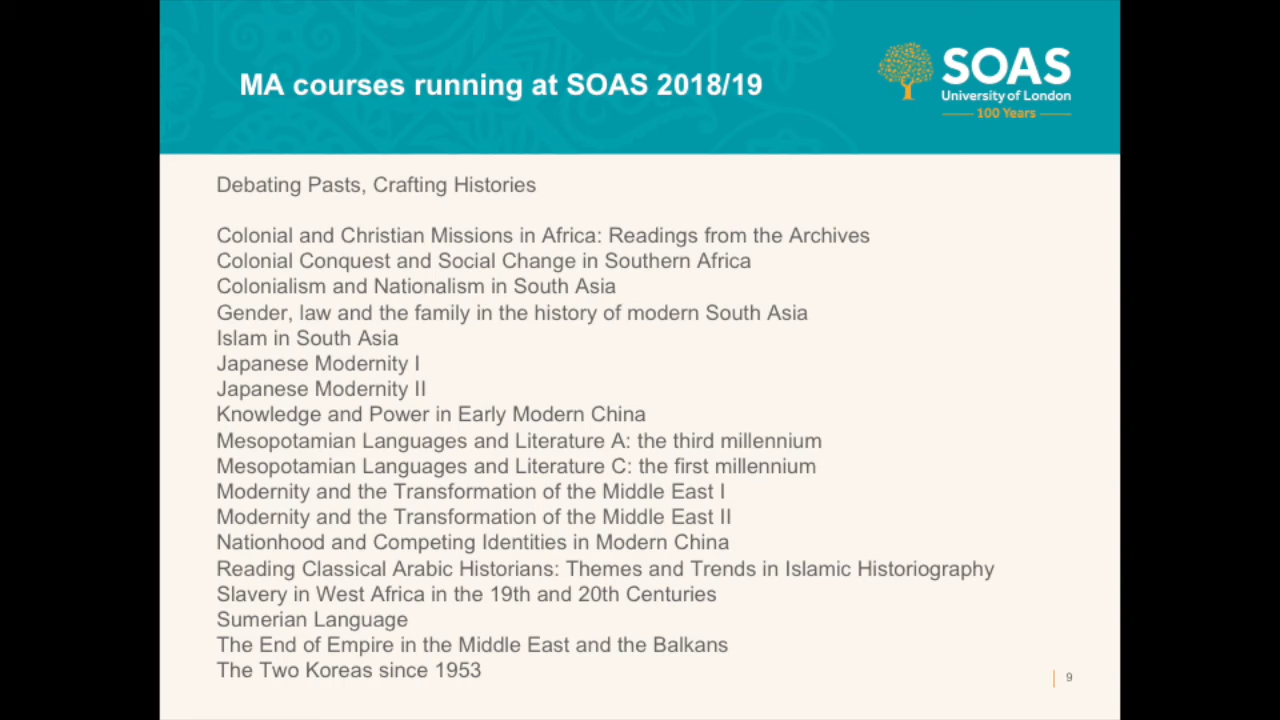 MA courses running at SOAS 2018/19
SOAS
University of London
100 Years
Debating Pasts, Crafting Histories
Colonial and Christian Missions in Africa: Readings from the Archives
Colonial Conquest and Social Change in Southern Africa
Colonialism and Nationalism in South Asia
Gender, law and the family in the history of modern South Asia
Islam in South Asia
Japanese Modernity I
Japanese Modernity II
Knowledge and Power in Early Modern China
Mesopotamian Languages and Literature A: the third millennium
Mesopotamian Languages and Literature C: the first millennium
Modernity and the Transformation of the Middle East I
Modernity and the Transformation of the Middle East II
Nationhood and Competing Identities in Modern China
Reading Classical Arabic Historians: Themes and Trends in Islamic Historiography
Slavery in West Africa in the 19th and 20th Centuries
Sumerian Language
The End of Empire in the Middle East and the Balkans
The Two Koreas since 1953
9